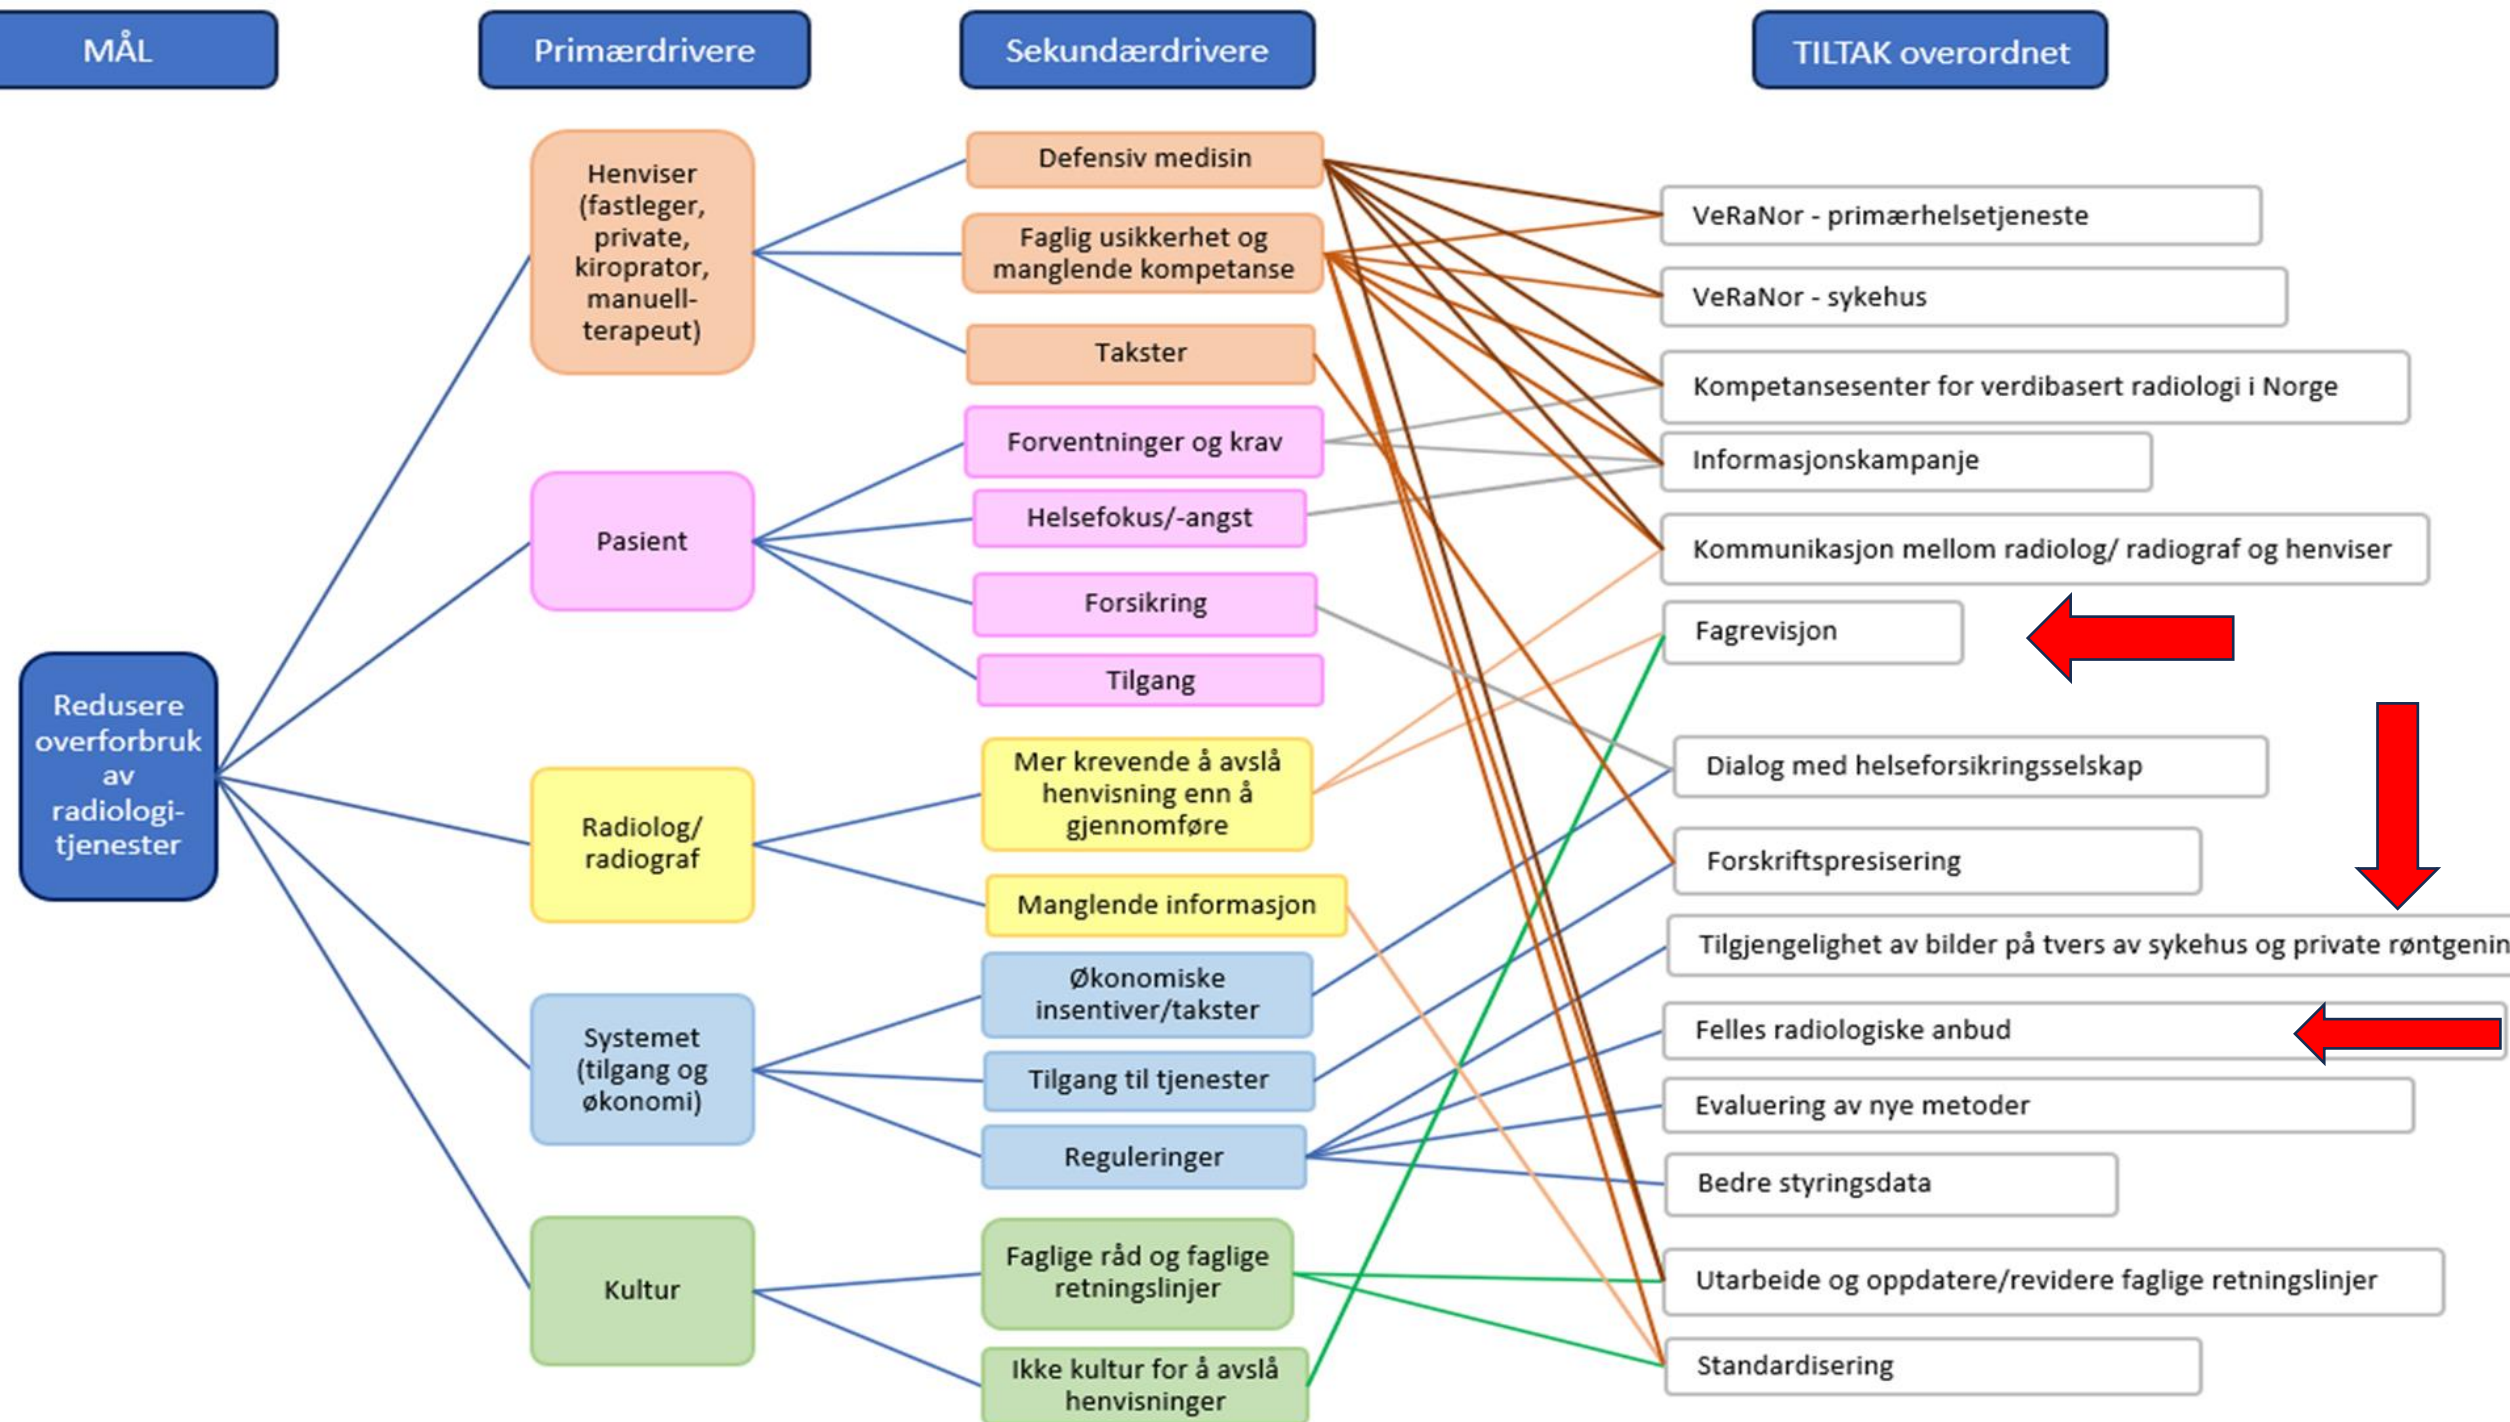 MÅL
Primærdrivere
Sekundærdrivere
TILTAK overordnet
Redusere
overforbruk
av
radiologi-
tjenester
Henviser
(fastleger,
private,
kiroprator,
manuell-
terapeut)
Pasient
Radiolog/
radiograf
Systemet
(tilgang og
økonomi)
Kultur
Defensiv medisin
Faglig usikkerhet og
manglende kompetanse
Takster
Forventninger og krav
Helsefokus/-angst
Forsikring
Tilgang
Mer krevende å avslå
henvisning enn å
gjennomføre
Manglende informasjon
Økonomiske
insentiver/takster
Tilgang til tjenester
Reguleringer
Faglige råd og faglige
retningslinjer
Ikke kultur for å avslå
henvisninger
VeRaNor - primærhelsetjeneste
VeRaNor - sykehus
Kompetansesenter for verdibasert radiologi i Norge
Informasjonskampanje
Kommunikasjon mellom radiolog/ radiograf og henviser
Fagrevisjon
Dialog med helseforsikringsselskap
Forskriftspresisering
Tilgjengelighet av bilder på tvers av sykehus og private røntgenin
Felles radiologiske anbud
Evaluering av nye metoder
Bedre styringsdata
Utarbeide og oppdatere/revidere faglige retningslinjer
Standardisering